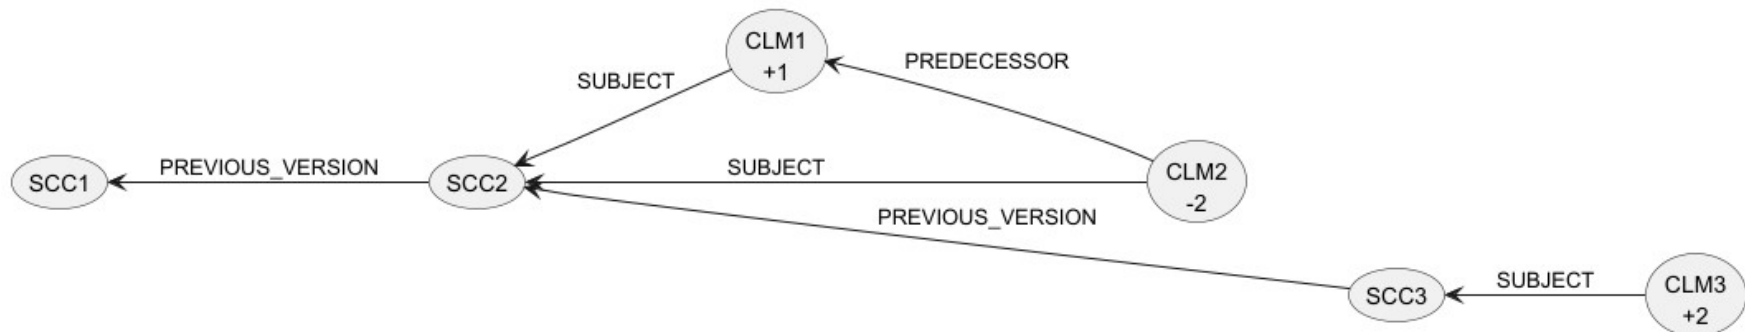 CLM1
+1
PREDECESSOR
SUBJECT
SCC1
PREVIOUS_VERSION
SCC2
SUBJECT
CLM2
-2
PREVIOUS_VERSION
SCC3
SUBJECT
CLM3
+2